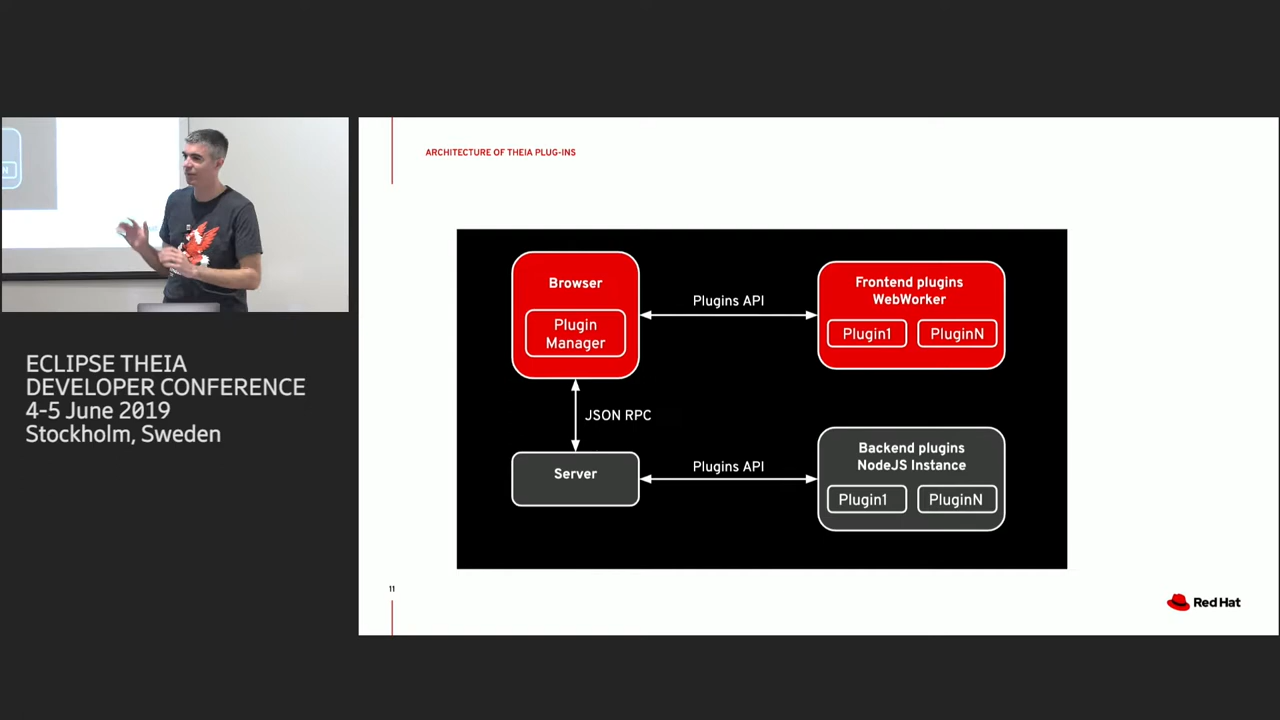 ARCHITECTURE OF THEIA PLUG-INS
Browser
Plugin
Manager
Plugins API
Frontend plugins
WebWorker
Plugin1
PluginN
JSON RPC
Server
Plugins API
Backend plugins
NodeJS Instance
Plugin1
PluginN
11
Red Hat
ECLIPSE THEIA
DEVELOPER CONFERENCE
4-5 June 2019
Stockholm, Sweden